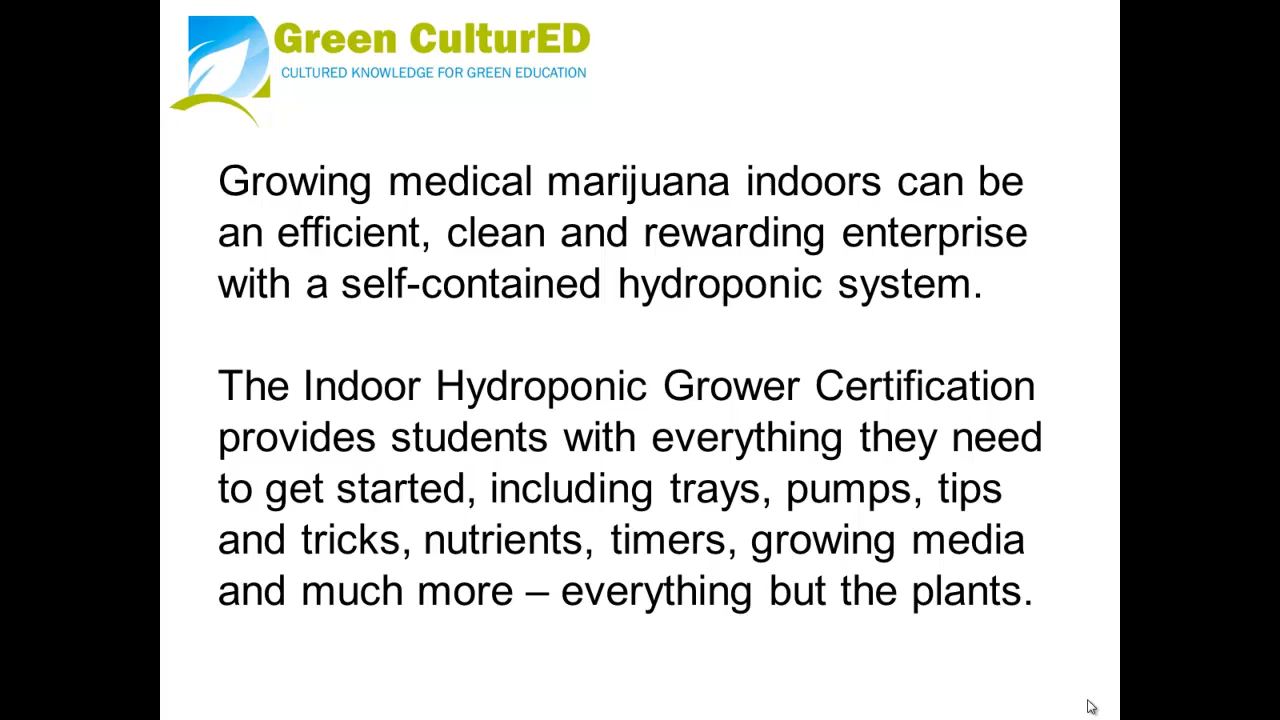 Green CulturED
CULTURED KNOWLEDGE FOR GREEN EDUCATION
Growing medical marijuana indoors can be
an efficient, clean and rewarding enterprise
with a self-contained hydroponic system.
The Indoor Hydroponic Grower Certification
provides students with everything they need
to get started, including trays, pumps, tips
and tricks, nutrients, timers, growing media
and much more – everything but the plants.